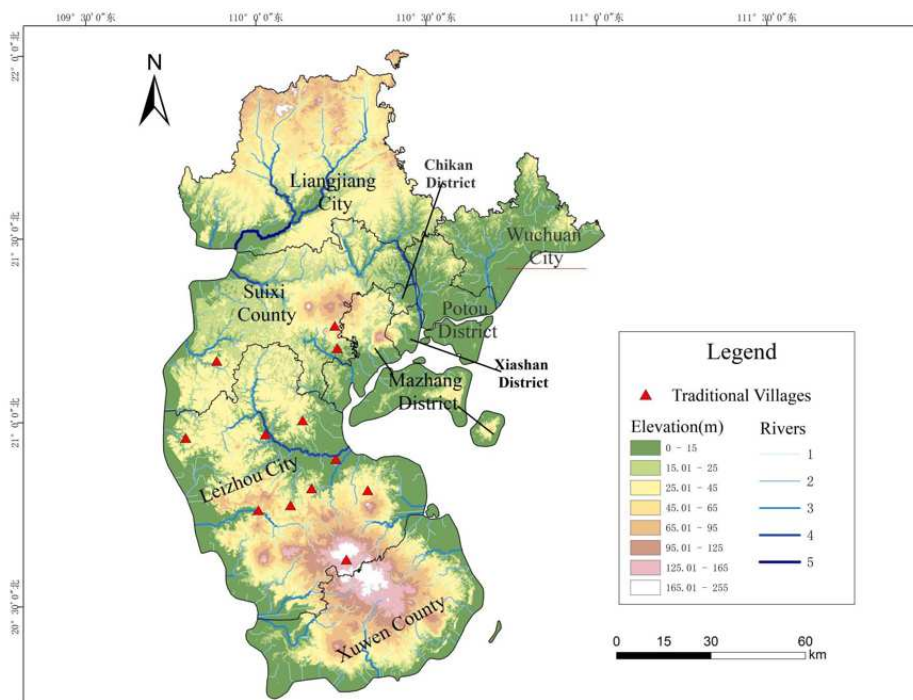 109°30′0″东
110°0′0″东
110°30′0″东
111°0′0″东
111°30′0″东
22°0′0″北
21°30′0″北
21°0′0″北
20°30′0″北
N
Chikan
District
Liangjiang
City
Wuchuan
City
Suixi
County
Potou
District
Xiashan
District
Mazhang
District
Leizhou City
Xuwen County
Legend
Traditional Villages
Elevation(m)
0 - 15
15.01 - 25
25.01 - 45
45.01 - 65
65.01 - 95
95.01 - 125
125.01 - 165
165.01 - 255
Rivers
1
2
3
4
5
0 15 30 60
km